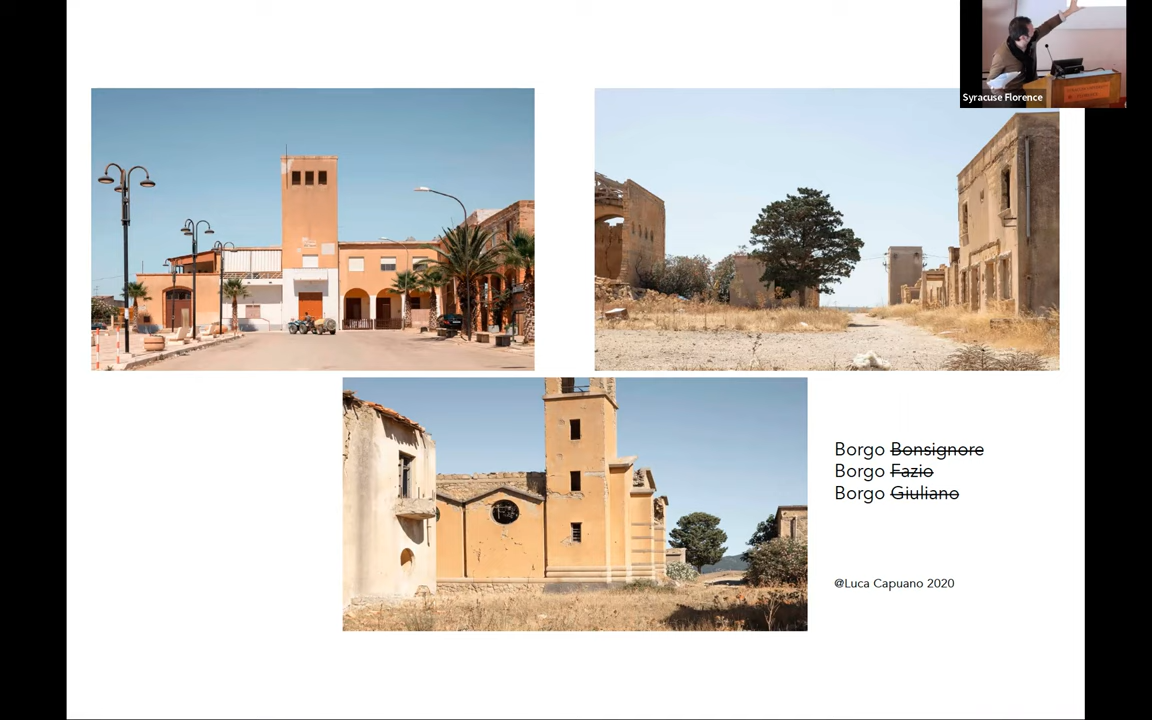 Syracuse Florence
Borgo Bonsignore
Borgo Fazio
Borgo Giuliano
@Luca Capuano 2020